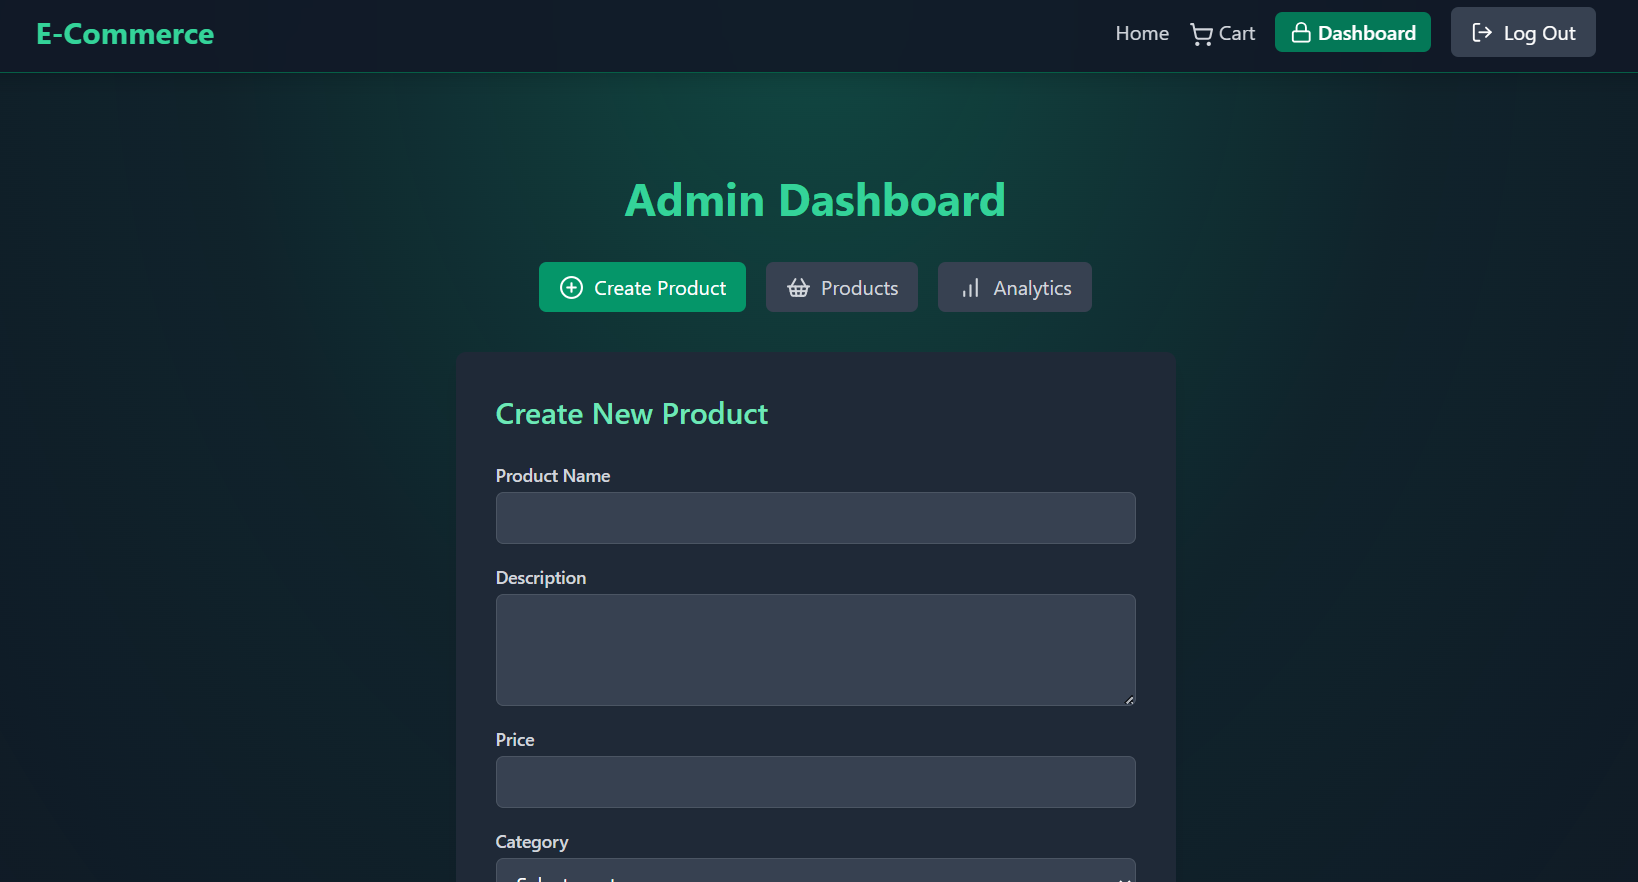 E-Commerce
Home Cart Dashboard Log Out
Admin Dashboard
Create Product Products Analytics
Create New Product
Product Name
Description
Price
Category